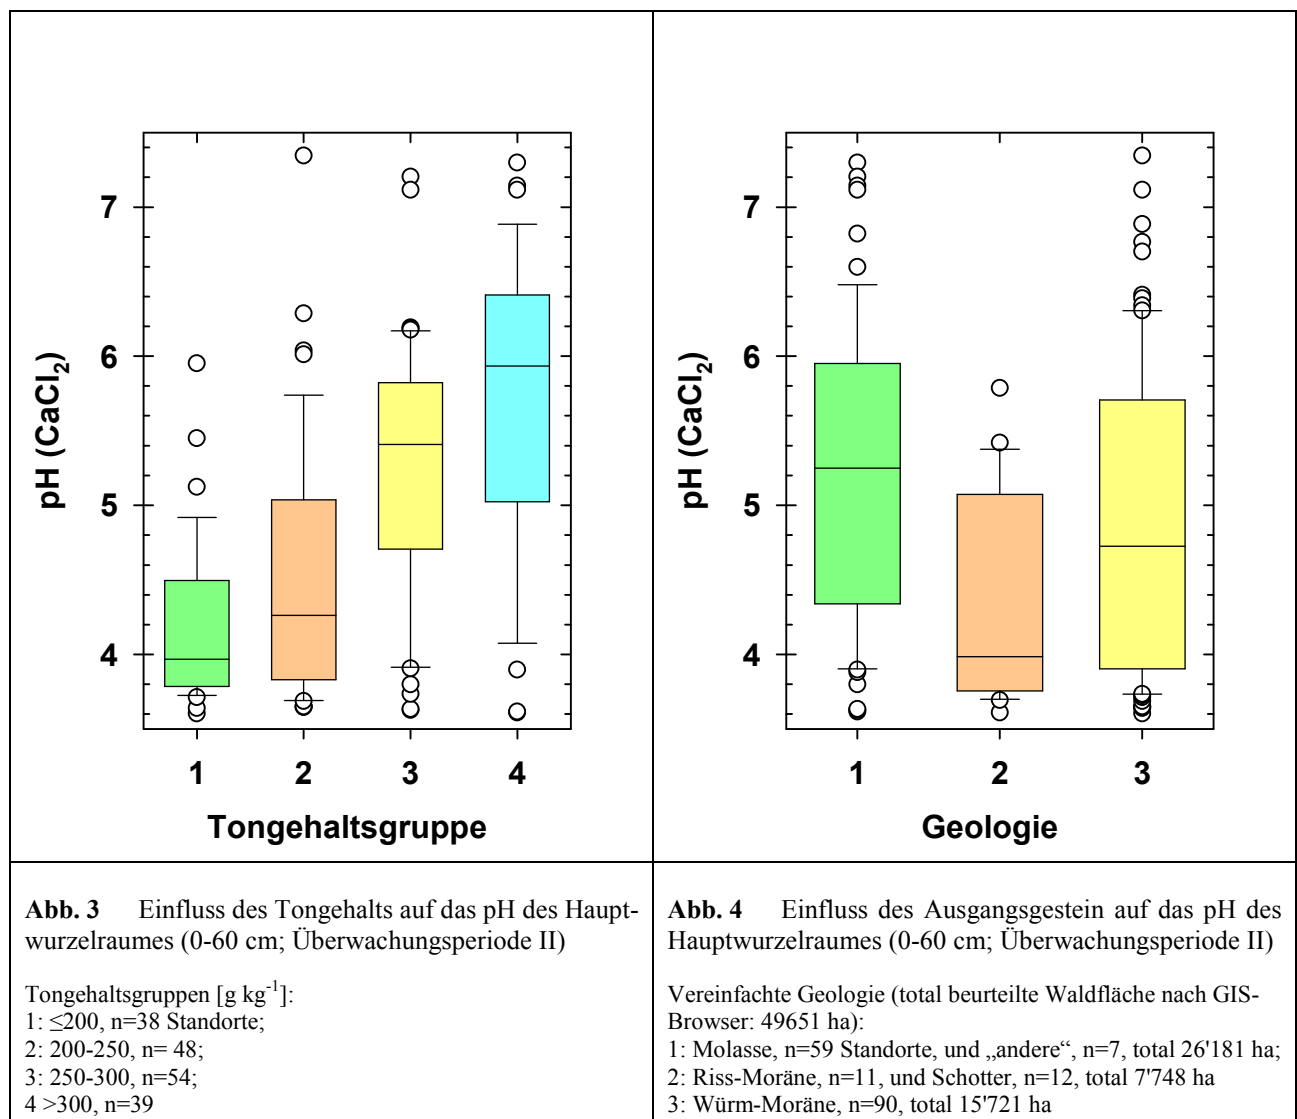 7
6
5
4
pH (CaCl2)
1 2 3 4
Tongehaltsgruppe
7
6
5
4
pH (CaCl2)
1 2 3
Geologie
Abb. 3 Einfluss des Tongehalts auf das pH des Haupt-
wurzelraumes (0-60 cm; Überwachungsperiode II)
Tongehaltsgruppen [g kg-1]:
1: ≤200, n=38 Standorte;
2: 200-250, n= 48;
3: 250-300, n=54;
4 >300, n=39
Abb. 4 Einfluss des Ausgangsgestein auf das pH des
Hauptwurzelraumes (0-60 cm; Überwachungsperiode II)
Vereinfachte Geologie (total beurteilte Waldfläche nach GIS-
Browser: 49651 ha):
1: Molasse, n=59 Standorte, und „andere“, n=7, total 26'181 ha;
2: Riss-Moräne, n=11, und Schotter, n=12, total 7'748 ha
3: Würm-Moräne, n=90, total 15'721 ha